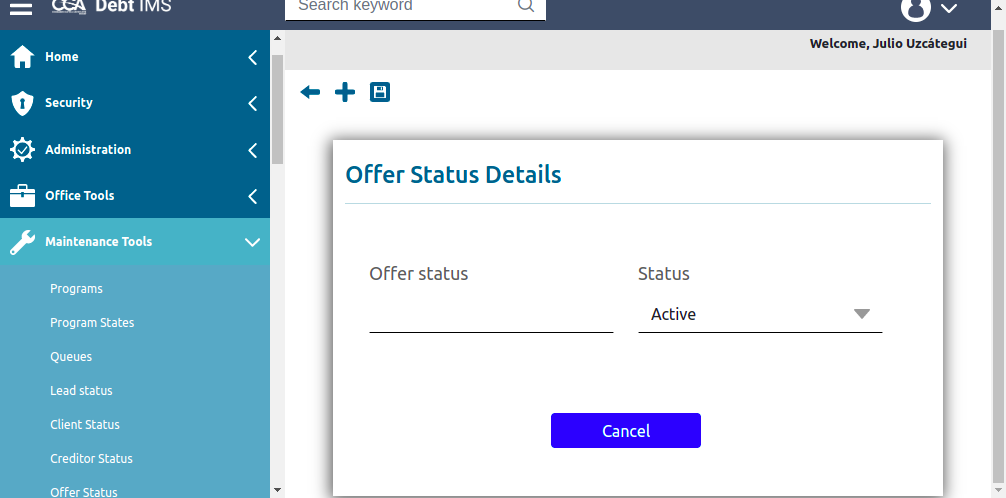 CCA Debt IMS
Search keyword
Welcome, Julio Uzcátegui
Home
Security
Administration
Office Tools
Maintenance Tools
Programs
Program States
Queues
Lead status
Client Status
Creditor Status
Offer Status
Offer Status Details
Offer status
Status
Active
Cancel